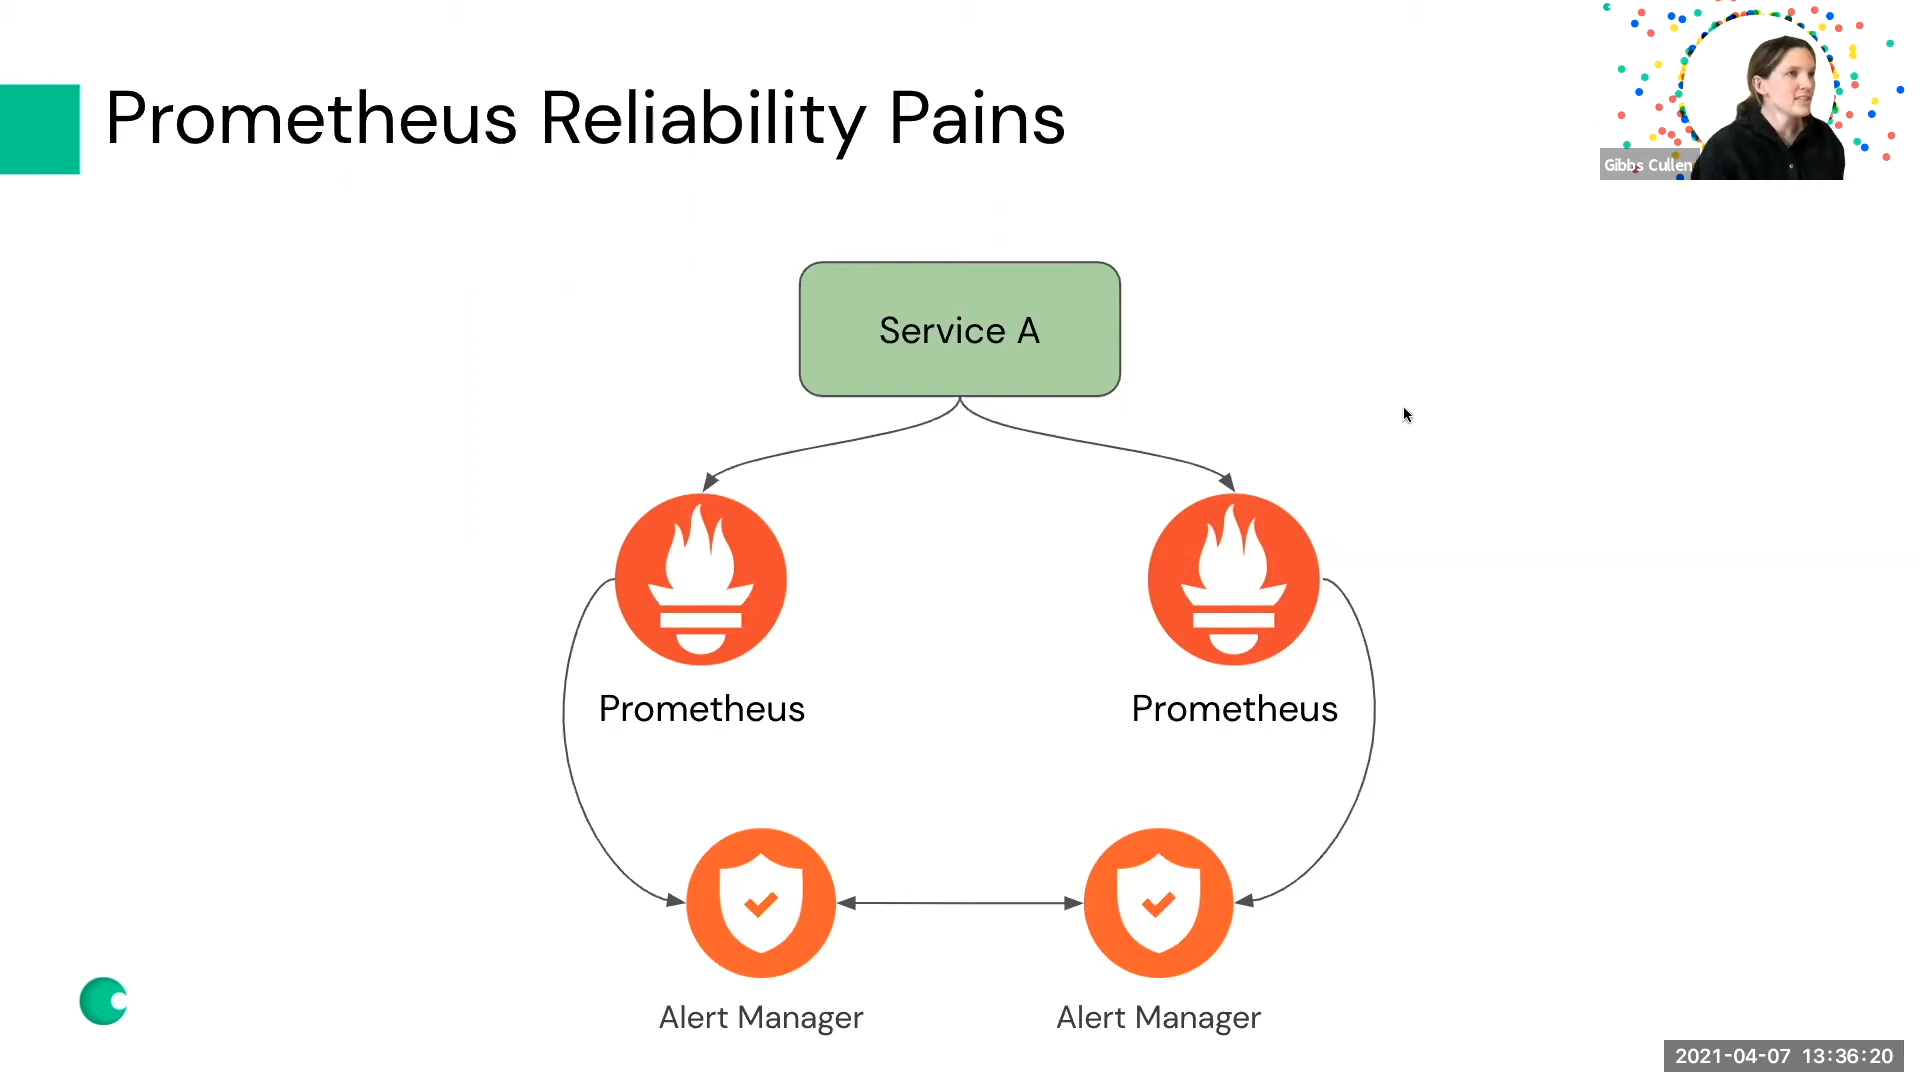 Prometheus Reliability Pains
Gibbs Cullen
Service A
Prometheus
Prometheus
Alert Manager
Alert Manager
2021-04-07 13:36:20